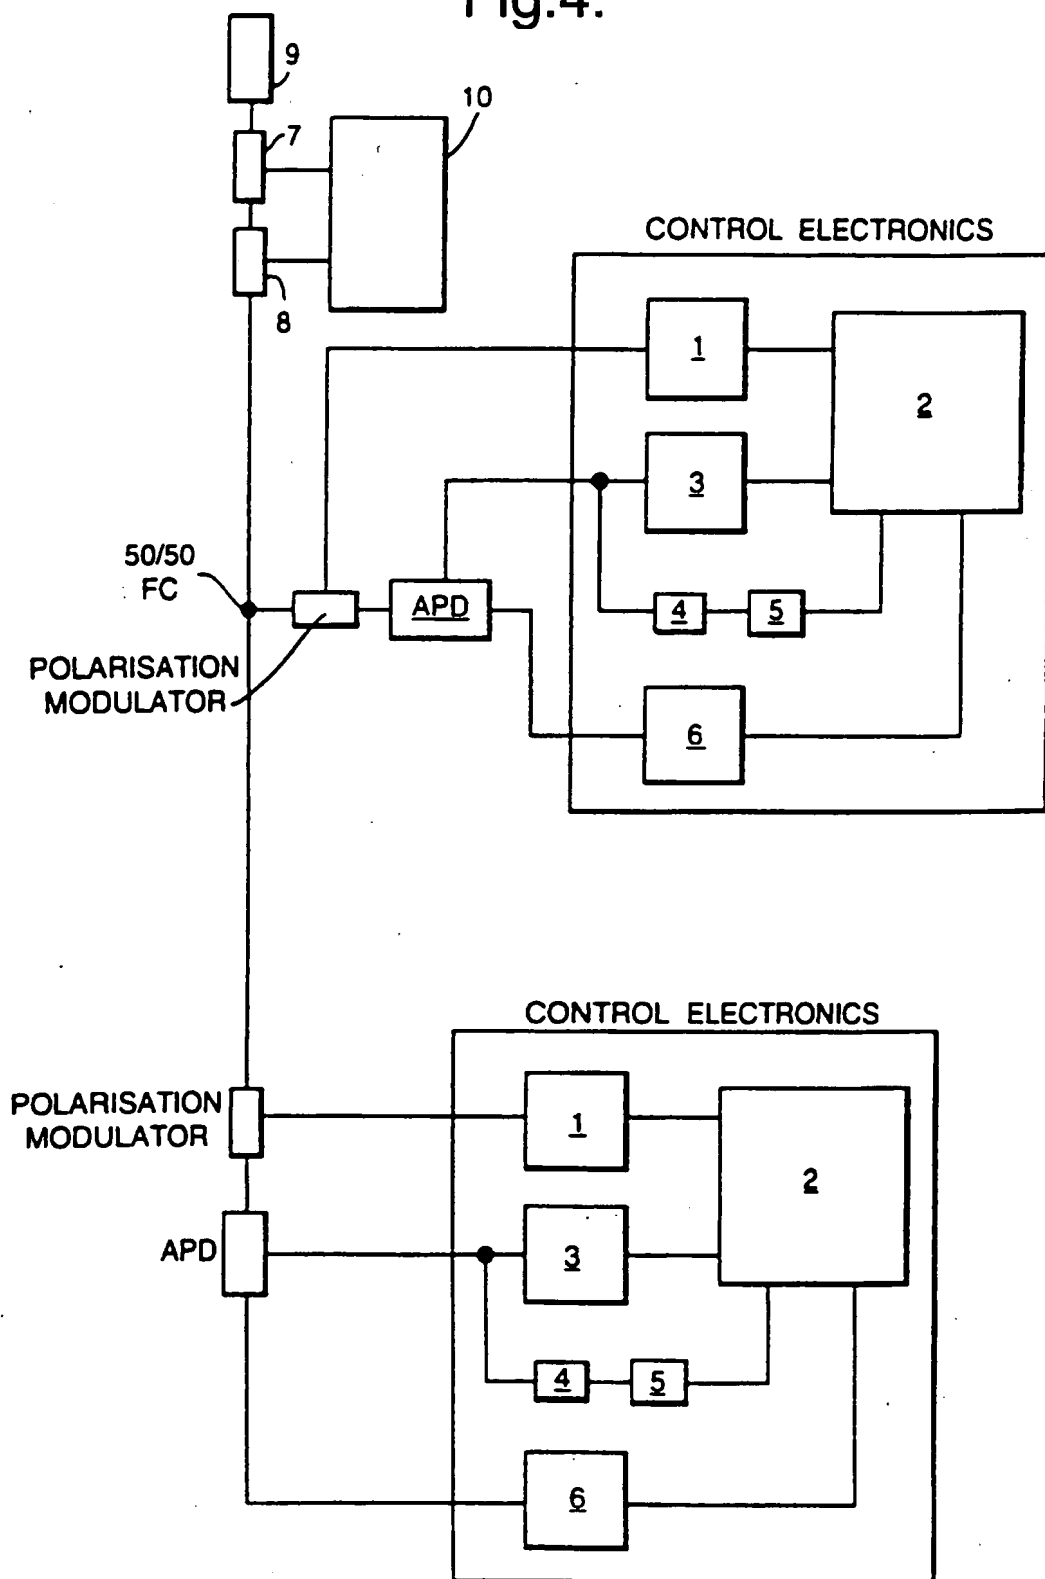 Fig.4.
9
7
10
8
CONTROL ELECTRONICS
1
2
3
50/50
FC
APD
4
5
POLARISATION
MODULATOR
6
CONTROL ELECTRONICS
POLARISATION
MODULATOR
1
2
APD
3
4
5
6